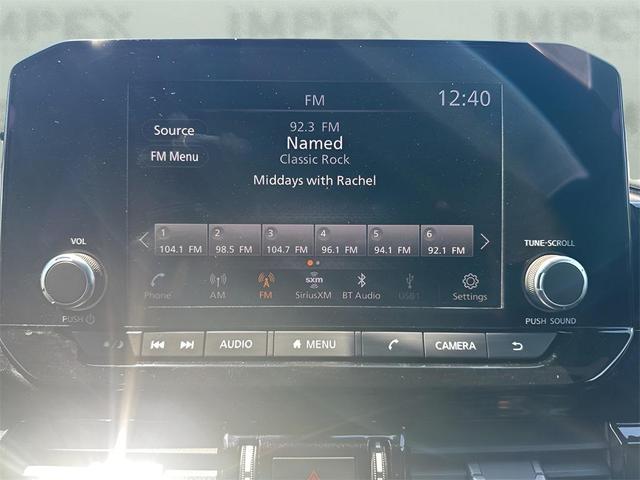 IMPEX IMPEX IMPEX
FM 12:40
Source
FM Menu
92.3 FM
Named
Classic Rock
Middays with Rachel
1 2 3 4 5 6
104.1 FM 98.5 FM 104.7 FM 96.1 FM 94.1 FM 92.1 FM
VOL
PUSH
TUNE-SCROLL
PUSH SOUND
sxm
Phone AM FM SiriusXM BT Audio USB1 Settings
AUDIO MENU CAMERA